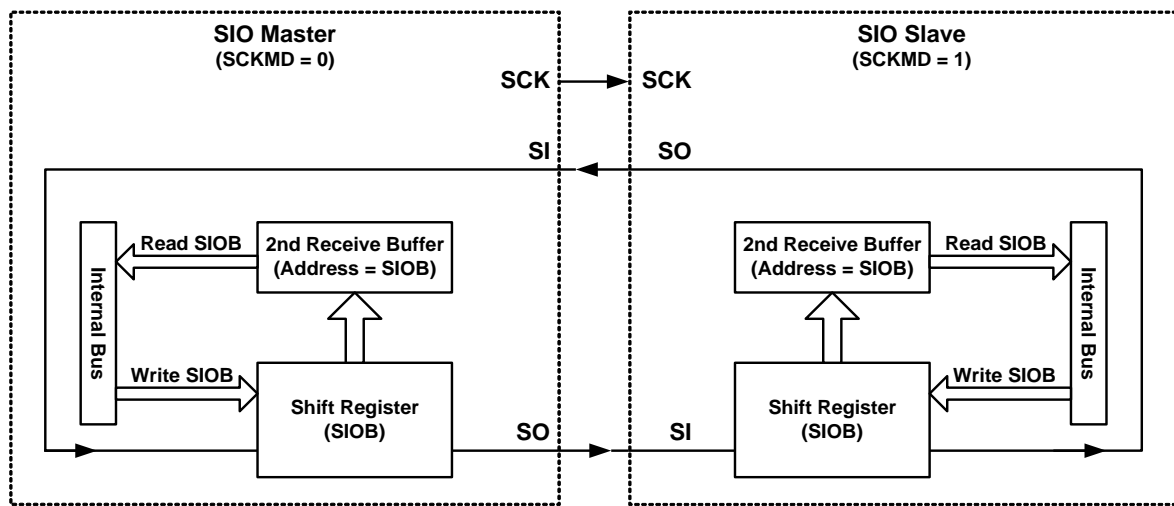 SIO Master
(SCKMD = 0)
SIO Slave
(SCKMD = 1)
SCK
SCK
SI
SO
Internal Bus
Read SIOB
2nd Receive Buffer
(Address = SIOB)
2nd Receive Buffer
(Address = SIOB)
Read SIOB
Internal Bus
Write SIOB
Shift Register
(SIOB)
Shift Register
(SIOB)
Write SIOB
SO
SI